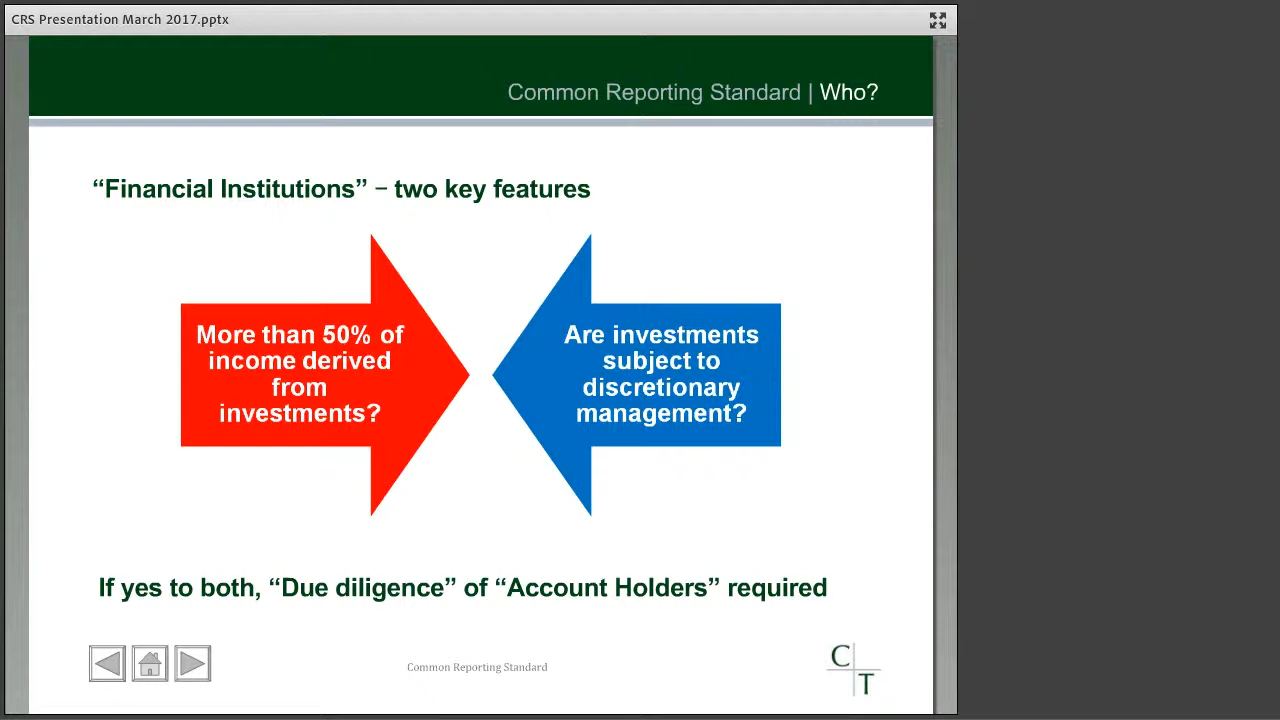 CRS Presentation March 2017.pptx
Common Reporting Standard | Who?
“Financial Institutions” – two key features
More than 50% of
income derived
from
investments?
Are investments
subject to
discretionary
management?
If yes to both, “Due diligence” of “Account Holders” required
Common Reporting Standard
C
T